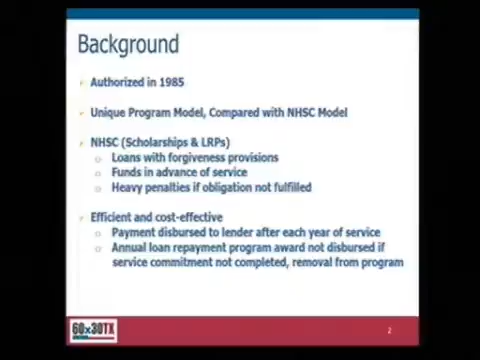 Background
Authorized in 1985
Unique Program Model, Compared with NHSC Model
NHSC (Scholarships & LRPs)
Loans with forgiveness provisions
Funds in advance of service
Heavy penalties if obligation not fulfilled
Efficient and cost-effective
Payment disbursed to lender after each year of service
Annual loan repayment program award not disbursed if
service commitment not completed, removal from program
60x30TX
2